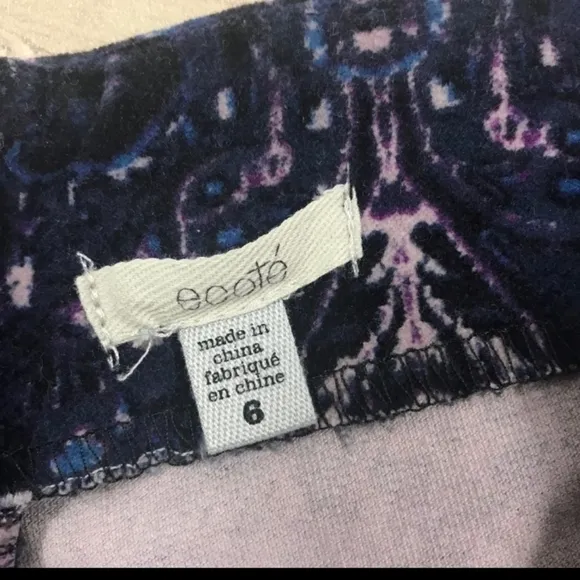 ecoté
made in
china
fabriqué
en chine
6